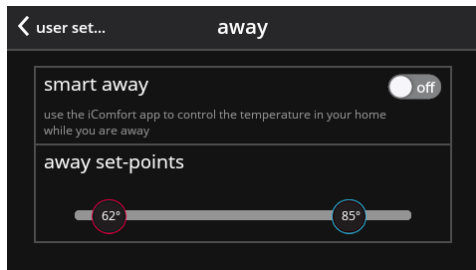 user set...
away
smart away
off
use the iComfort app to control the temperature in your home
while you are away
away set-points
62°
85°